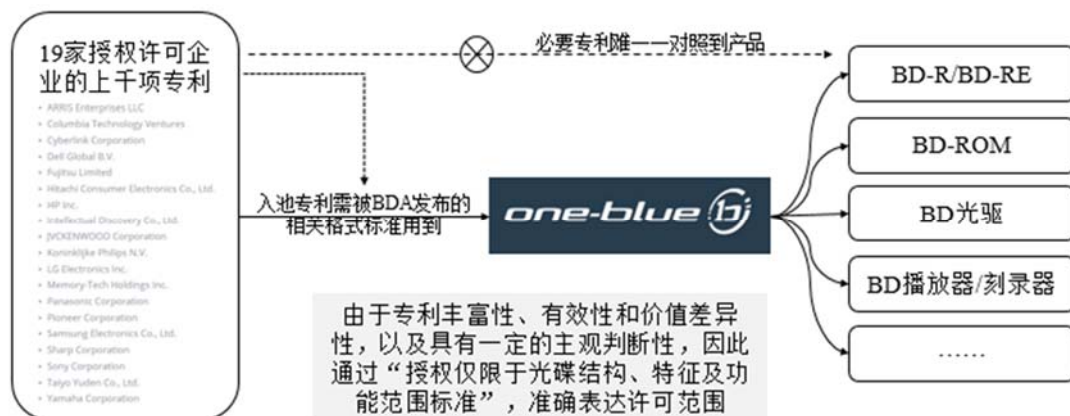 19家授权许可企
业的上千项专利
• ARRIS Enterprises LLC
• Columbia Technology Ventures
• Cyberlink Corporation
• Dell Global B.V.
• Fujitsu Limited
• Hitachi Consumer Electronics Co., Ltd.
• HP Inc.
• Intellectual Discovery Co., Ltd.
• JVCKENWOOD Corporation
• Koninklijke Philips N.V.
• LG Electronics Inc.
• Memory-Tech Holdings Inc.
• Panasonic Corporation
• Pioneer Corporation
• Samsung Electronics Co., Ltd.
• Sharp Corporation
• Sony Corporation
• Taiyo Yuden Co., Ltd.
• Yamaha Corporation
必要专利唯一一对照到产品
入池专利需被BDA发布的
相关格式标准用到
one-blue
BD-R/BD-RE
BD-ROM
BD光驱
BD播放器/刻录器
……
由于专利丰富性、有效性和价值差异
性，以及具有一定的主观判断性，因此
通过“授权仅限于光碟结构、特征及功
能范围标准”，准确表达许可范围